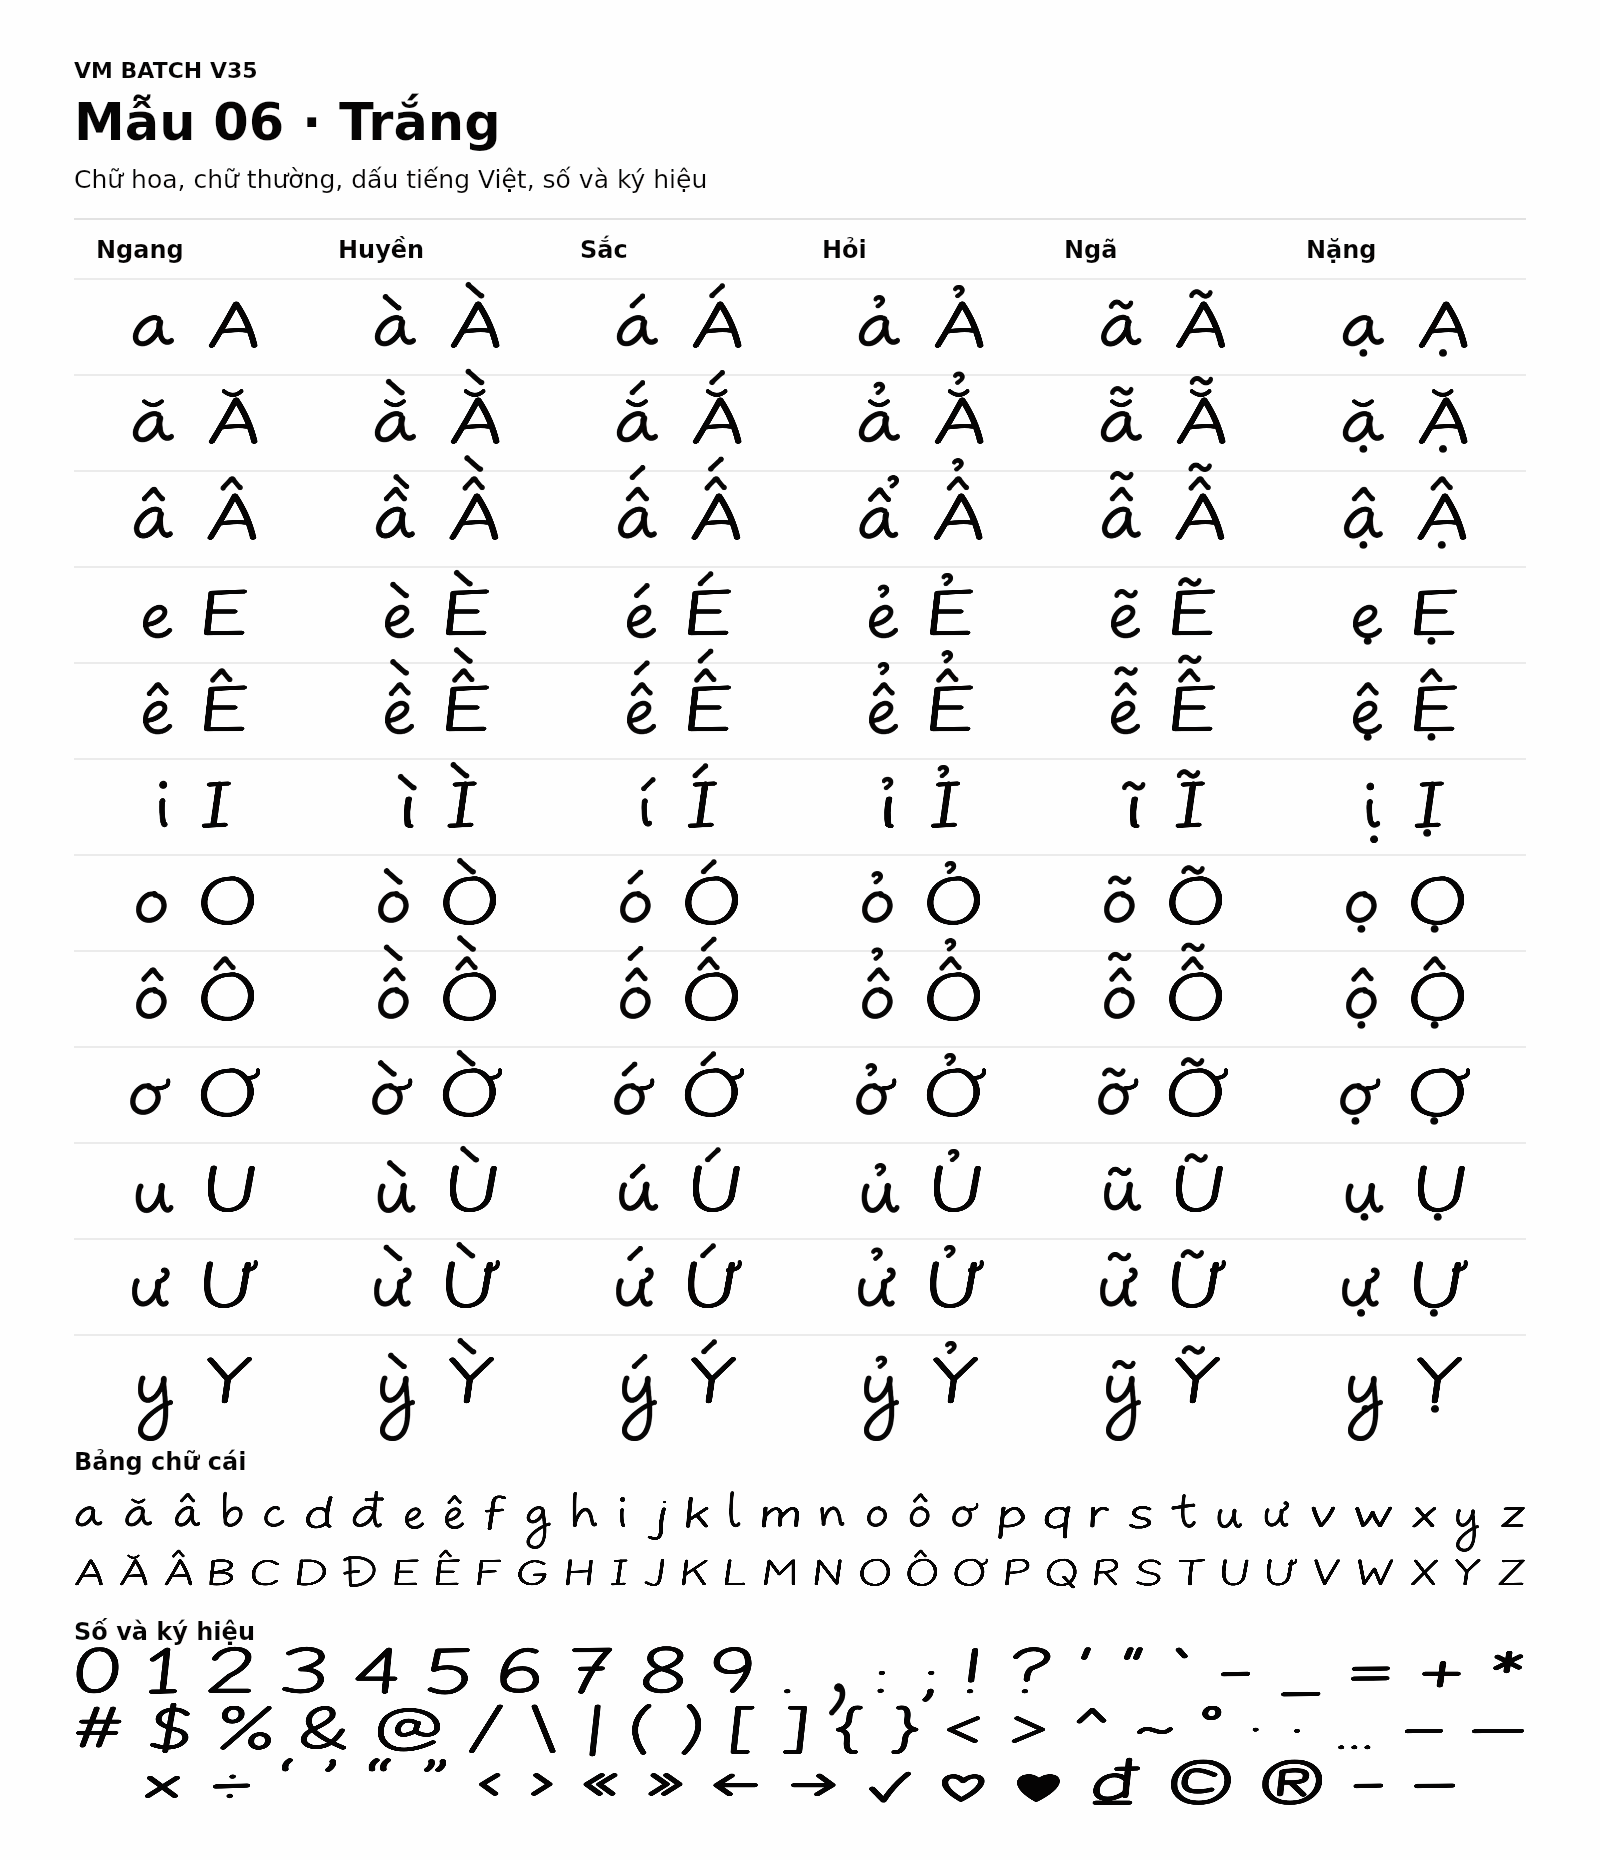 VM BATCH V35
Mẫu 06 · Trắng
Chữ hoa, chữ thường, dấu tiếng Việt, số và ký hiệu
Ngang Huyền Sắc Hỏi Ngã Nặng
a A à À á Á ả Ả ã Ã ạ Ạ
ă Ă ằ Ằ ắ Ắ ẳ Ẳ ẵ Ẵ ặ Ặ
â Â ầ Ầ ấ Ấ ẩ Ẩ ẫ Ẫ ậ Ậ
e E è È é É ẻ Ẻ ẽ Ẽ ẹ Ẹ
ê Ê ề Ề ế Ế ể Ể ễ Ễ ệ Ệ
i I ì Ì í Í ỉ Ỉ ĩ Ĩ ị Ị
o O ò Ò ó Ó ỏ Ỏ õ Õ ọ Ọ
ô Ô ồ Ồ ố Ố ổ Ổ ỗ Ỗ ộ Ộ
ơ Ơ ờ Ờ ớ Ớ ở Ở ỡ Ỡ ợ Ợ
u U ù Ù ú Ú ủ Ủ ũ Ũ ụ Ụ
ư Ư ừ Ừ ứ Ứ ử Ử ữ Ữ ự Ự
y Y ỳ Ỳ ý Ý ỷ Ỷ ỹ Ỹ ỵ Ỵ
Bảng chữ cái
a ă â b c d đ e ê f g h i j k l m n o ô ơ p q r s t u ư v w x y z
A Ă Â B C D Đ E Ê F G H I J K L M N O Ô Ơ P Q R S T U Ư V W X Y Z
Số và ký hiệu
0 1 2 3 4 5 6 7 8 9 . , : ; ! ? ' " ` - _ = + *
# $ % & @ / \ | ( ) [ ] { } < > ^ ~ ° · · … – —
× ÷ ‘ ’ “ ” ‹ › « » ← → ✓ ♡ ♥ ₫ © ® - –